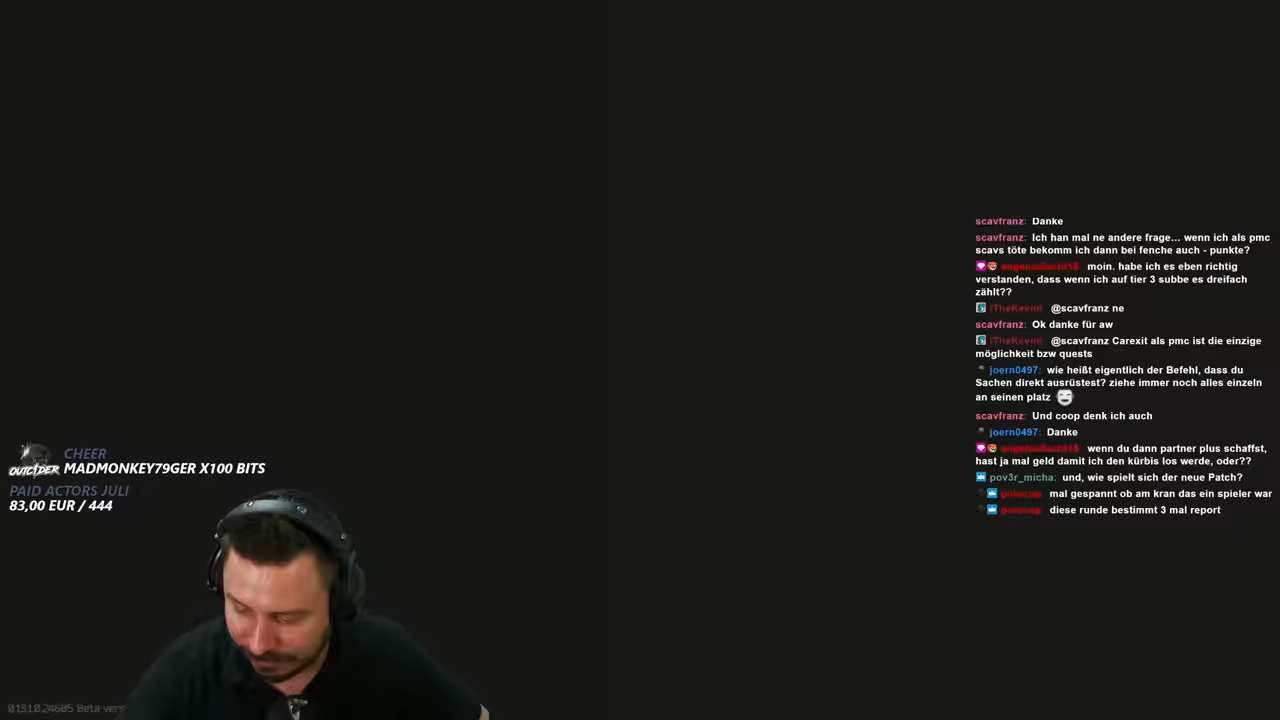 scavfranz: Danke
scavfranz: Ich han mal ne andere frage... wenn ich als pmc
scavs töte bekomm ich dann bei fenche auch - punkte?
moin. habe ich es eben richtig
verstanden, dass wenn ich auf tier 3 subbe es dreifach
zählt??
@scavfranz ne
scavfranz: Ok danke für aw
@scavfranz Carexit als pmc ist die einzige
möglichkeit bzw quests
joern0497: wie heißt eigentlich der Befehl, dass du
Sachen direkt ausrüstest? ziehe immer noch alles einzeln
an seinen platz
scavfranz: Und coop denk ich auch
joern0497: Danke
wenn du dann partner plus schaffst,
hast ja mal geld damit ich den kürbis los werde, oder??
pov3r_micha: und, wie spielt sich der neue Patch?
mal gespannt ob am kran das ein spieler war
diese runde bestimmt 3 mal report
CHEER
OUTCIDER MADMONKEY79GER X100 BITS
PAID ACTORS JULI
83,00 EUR / 444
Beta vers